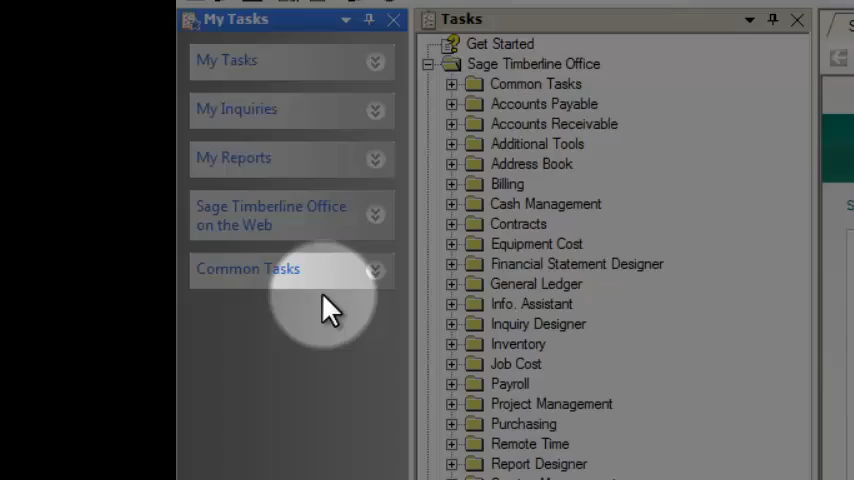 My Tasks
My Tasks
My Inquiries
My Reports
Sage Timberline Office
on the Web
Common Tasks
Tasks
Get Started
Sage Timberline Office
Common Tasks
Accounts Payable
Accounts Receivable
Additional Tools
Address Book
Billing
Cash Management
Contracts
Equipment Cost
Financial Statement Designer
General Ledger
Info. Assistant
Inquiry Designer
Inventory
Job Cost
Payroll
Project Management
Purchasing
Remote Time
Report Designer